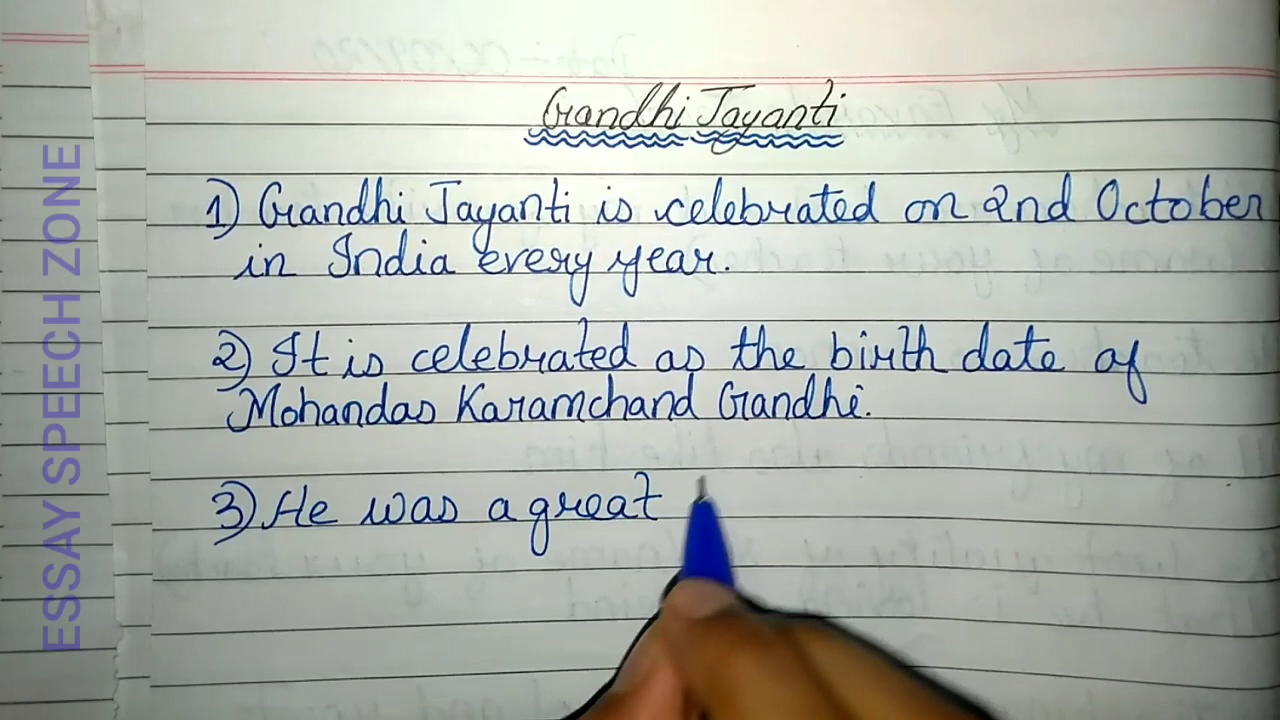 Gandhi Jayanti
1) Gandhi Jayanti is celebrated on 2nd October
in India every year.
2) It is celebrated as the birth date of
Mohandas Karamchand Gandhi.
3) He was a great
ESSAY SPEECH ZONE